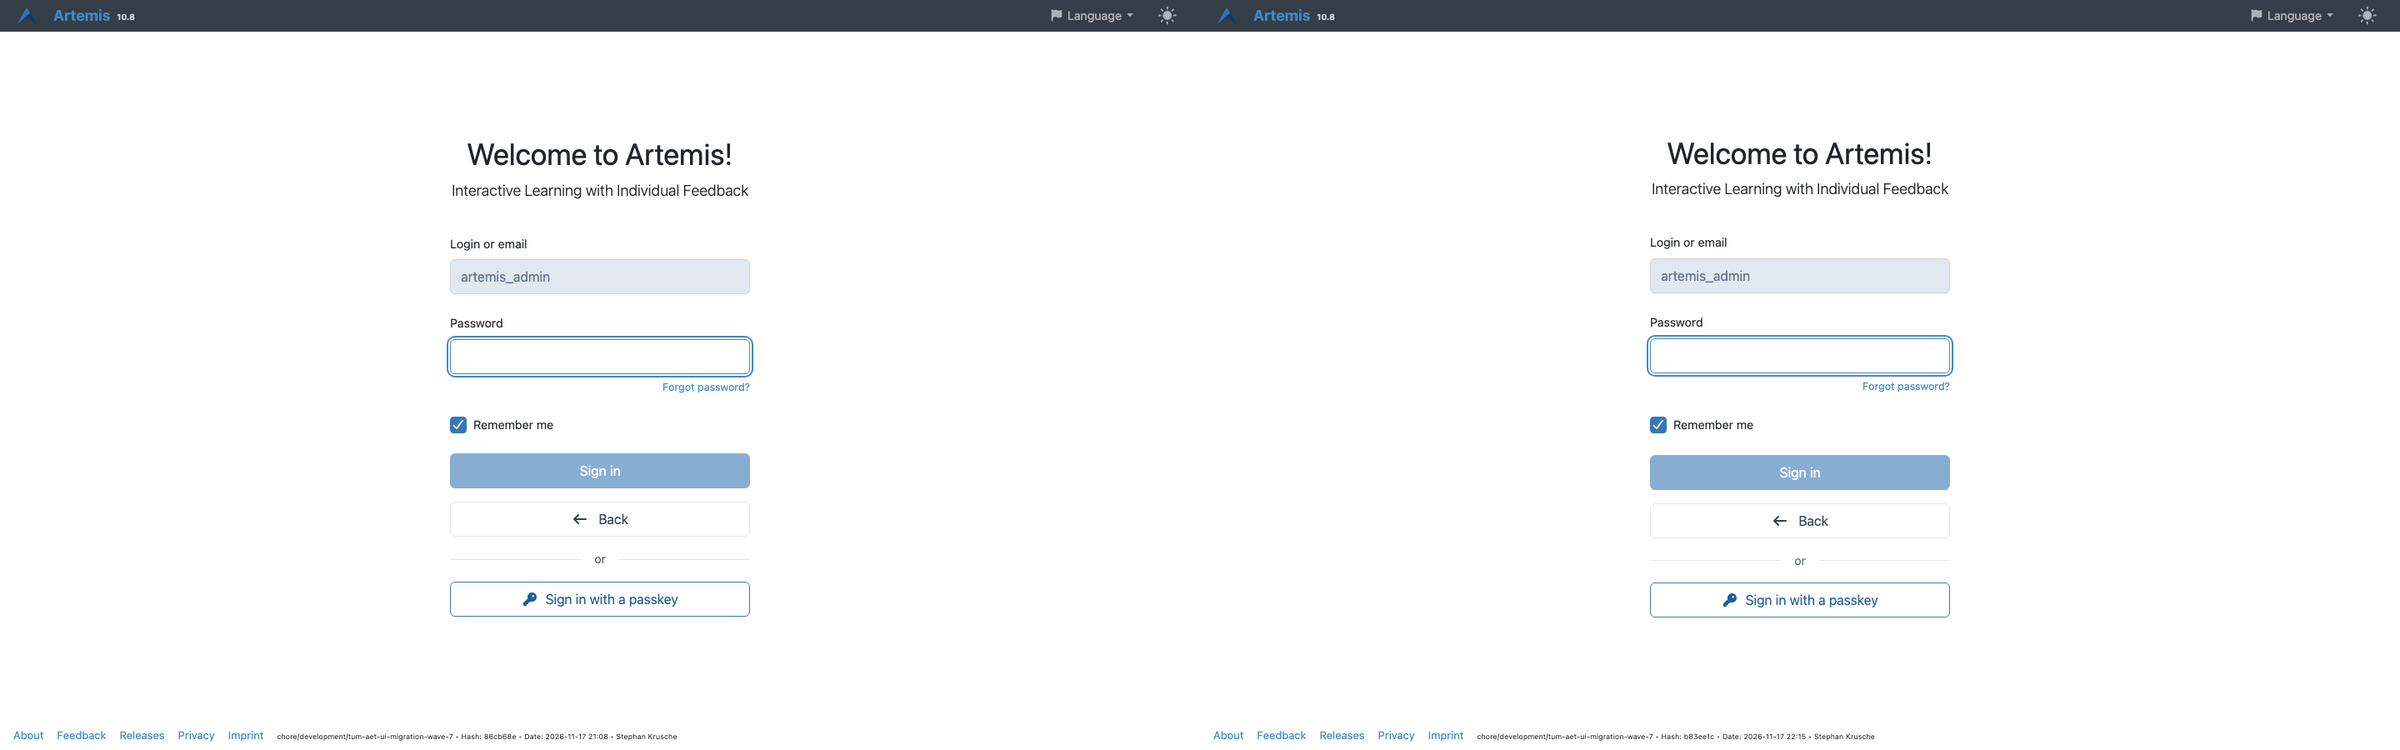 Artemis 10.8
Language
Welcome to Artemis!
Interactive Learning with Individual Feedback
Login or email
artemis_admin
Password
Forgot password?
Remember me
Sign in
Back
or
Sign in with a passkey
About Feedback Releases Privacy Imprint chore/development/tum-aet-ui-migration-wave-7 • Hash: 86cb68e • Date: 2026-11-17 21:08 • Stephan Krusche
Artemis 10.8
Language
Welcome to Artemis!
Interactive Learning with Individual Feedback
Login or email
artemis_admin
Password
Forgot password?
Remember me
Sign in
Back
or
Sign in with a passkey
About Feedback Releases Privacy Imprint chore/development/tum-aet-ui-migration-wave-7 • Hash: b83ee1c • Date: 2026-11-17 22:15 • Stephan Krusche